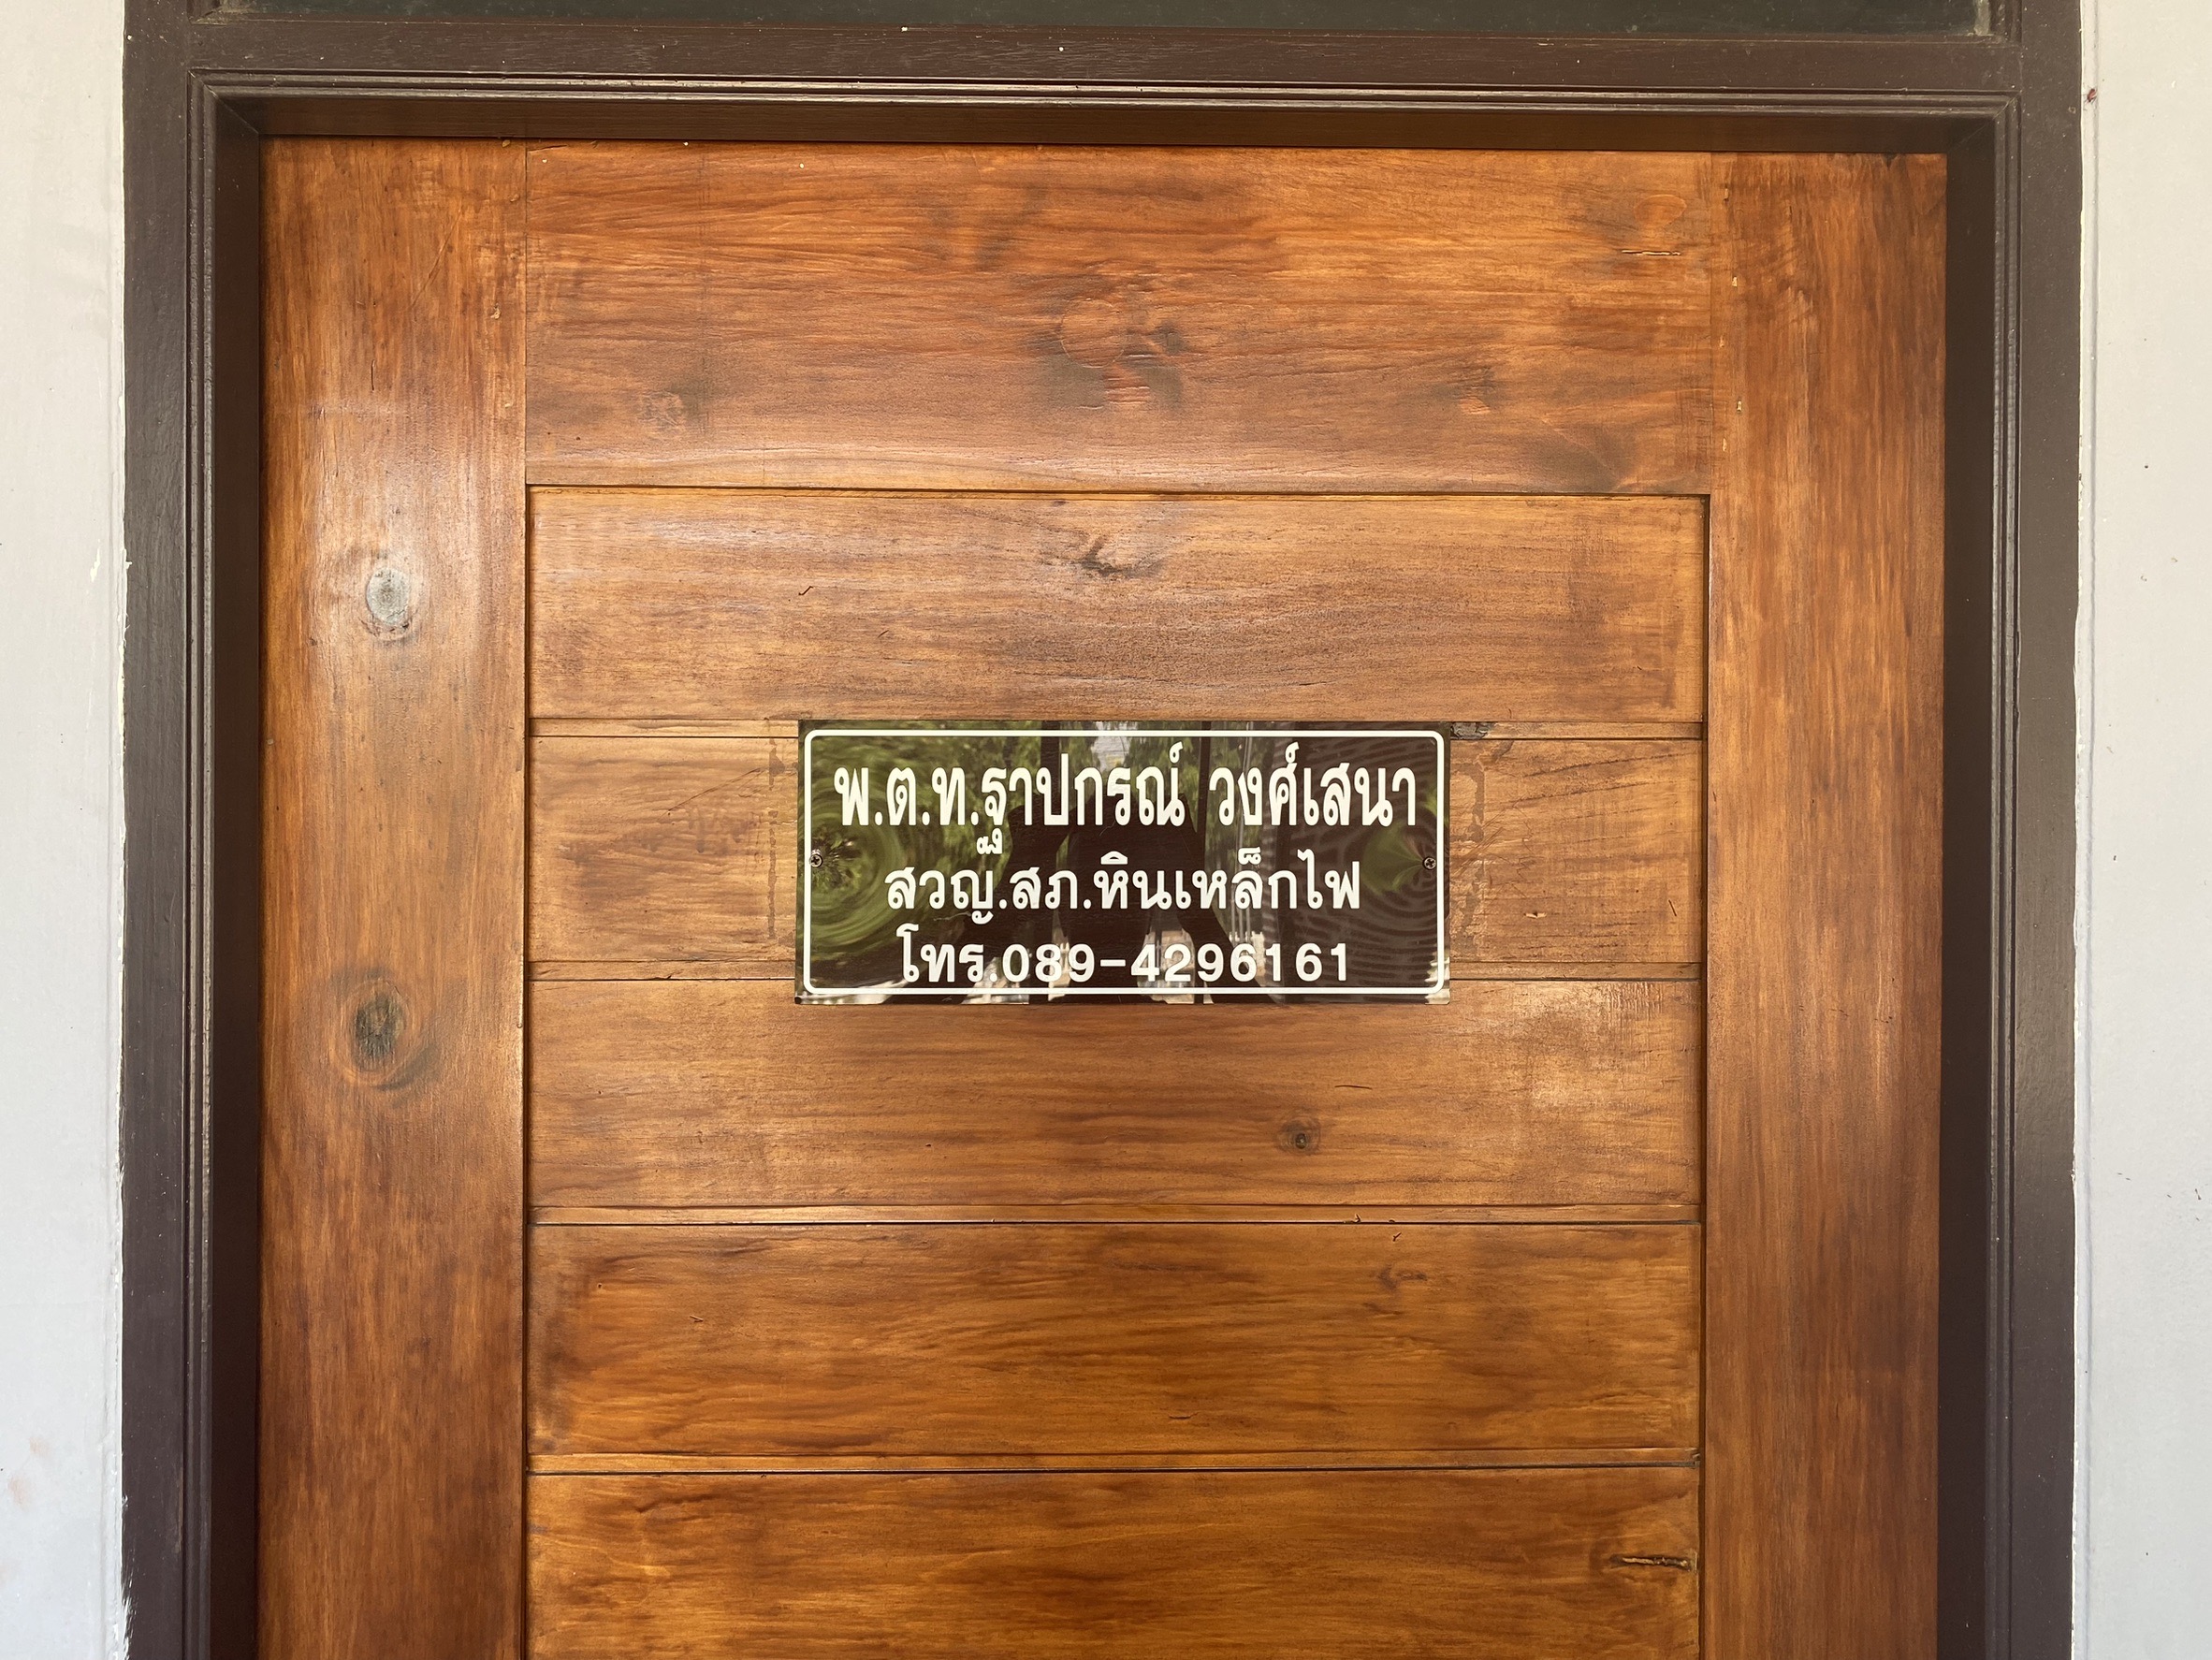 พ.ต.ท.ฐาปกรณ์ วงศ์เสนา
สวญ.สภ.หินเหล็กไฟ
โทร.089-4296161